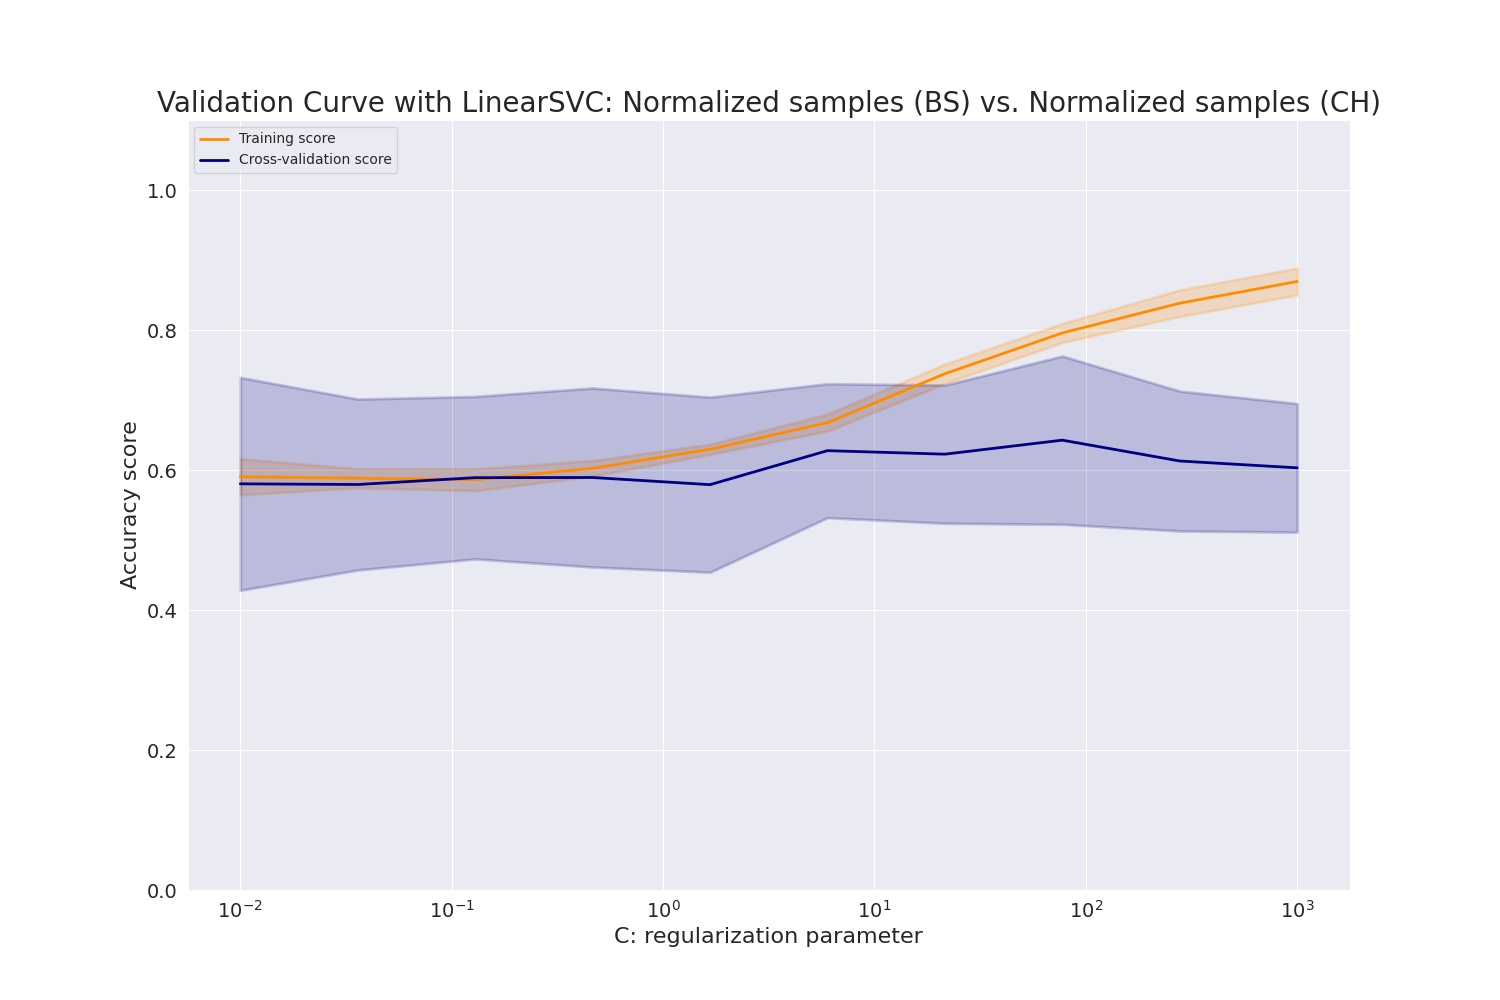 Validation Curve with LinearSVC: Normalized samples (BS) vs. Normalized samples (CH)
Training score
Cross-validation score
1.0
0.8
0.6
0.4
0.2
0.0
Accuracy score
10⁻² 10⁻¹ 10⁰ 10¹ 10² 10³
C: regularization parameter